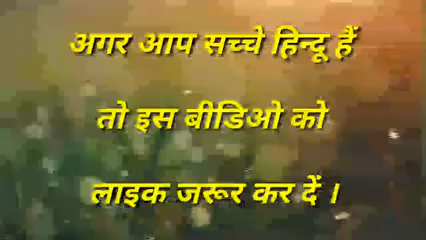 अगर आप सच्चे हिन्दू हैं
तो इस बीडिओ को
लाइक जरूर कर दें ।